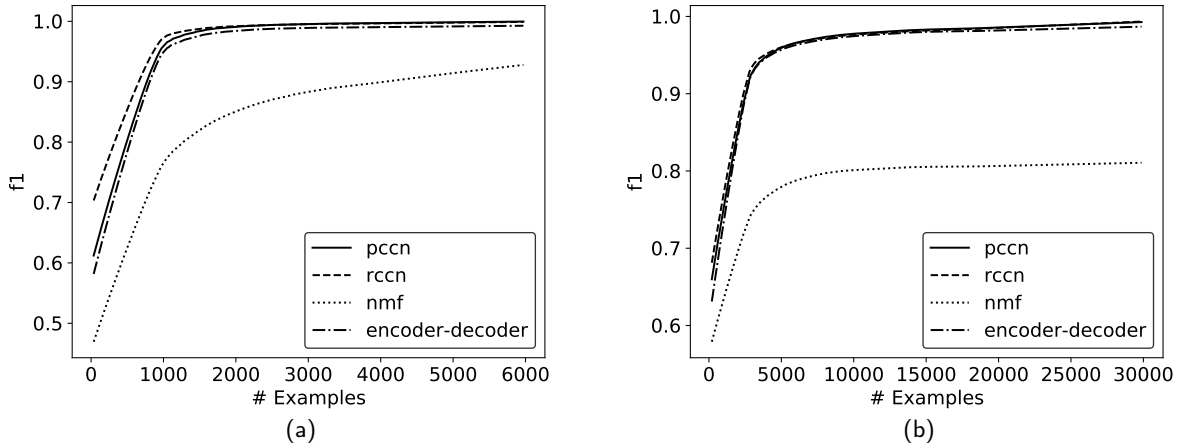 1.0
0.9
0.8
0.7
0.6
0.5
f1
pccn
rccn
nmf
encoder-decoder
0 1000 2000 3000 4000 5000 6000
# Examples
(a)
1.0
0.9
0.8
0.7
0.6
f1
pccn
rccn
nmf
encoder-decoder
0 5000 10000 15000 20000 25000 30000
# Examples
(b)